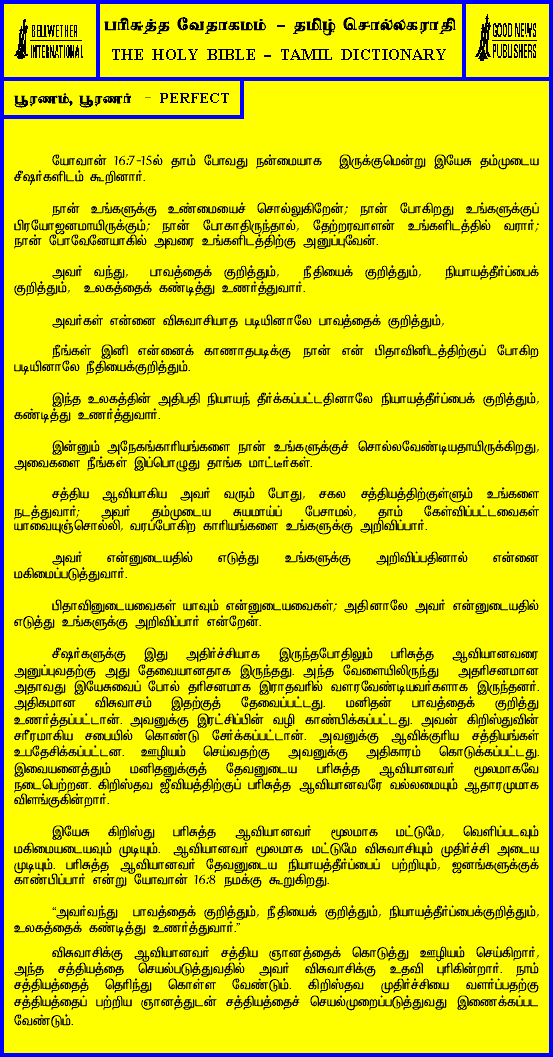 BELLWETHER
INTERNATIONAL
பரிசுத்த வேதாகமம் - தமிழ் சொல்லகராதி
THE HOLY BIBLE - TAMIL DICTIONARY
GOOD NEWS
PUBLISHERS
பூரணம், பூரணர் - PERFECT
யோவான் 16:7-15ல் தாம் போவது நன்மையாக இருக்குமென்று இயேசு தம்முடைய
சீஷர்களிடம் கூறினார்.
நான் உங்களுக்கு உண்மையைச் சொல்லுகிறேன்; நான் போகிறது உங்களுக்குப்
பிரயோஜனமாயிருக்கும்; நான் போகாதிருந்தால், தேற்றரவாளன் உங்களிடத்தில் வரார்;
நான் போவேனேயாகில் அவரை உங்களிடத்திற்கு அனுப்புவேன்.
அவர் வந்து, பாவத்தைக் குறித்தும், நீதியைக் குறித்தும், நியாயத்தீர்ப்பைக்
குறித்தும், உலகத்தைக் கண்டித்து உணர்த்துவார்.
அவர்கள் என்னை விசுவாசியாத படியினாலே பாவத்தைக் குறித்தும்,
நீங்கள் இனி என்னைக் காணாதபடிக்கு நான் என் பிதாவினிடத்திற்குப் போகிற
படியினாலே நீதியைக்குறித்தும்.
இந்த உலகத்தின் அதிபதி நியாயந் தீர்க்கப்பட்டதினாலே நியாயத்தீர்ப்பைக் குறித்தும்,
கண்டித்து உணர்த்துவார்.
இன்னும் அநேகங்காரியங்களை நான் உங்களுக்குச் சொல்லவேண்டியதாயிருக்கிறது,
அவைகளை நீங்கள் இப்பொழுது தாங்க மாட்டீர்கள்.
சத்திய ஆவியாகிய அவர் வரும் போது, சகல சத்தியத்திற்குள்ளும் உங்களை
நடத்துவார்; அவர் தம்முடைய சுயமாய்ப் பேசாமல், தாம் கேள்விப்பட்டவைகள்
யாவையுஞ்சொல்லி, வரப்போகிற காரியங்களை உங்களுக்கு அறிவிப்பார்.
அவர் என்னுடையதில் எடுத்து உங்களுக்கு அறிவிப்பதினால் என்னை
மகிமைப்படுத்துவார்.
பிதாவினுடையவைகள் யாவும் என்னுடையவைகள்; அதினாலே அவர் என்னுடையதில்
எடுத்து உங்களுக்கு அறிவிப்பார் என்றேன்.
சீஷர்களுக்கு இது அதிர்ச்சியாக இருந்தபோதிலும் பரிசுத்த ஆவியானவரை
அனுப்புவதற்கு அது தேவையானதாக இருந்தது. அந்த வேளையிலிருந்து அதரிசனமான
அதாவது இயேசுவைப் போல் தரிசனமாக இராதவரில் வளரவேண்டியவர்களாக இருந்தனர்.
அதிகமான விசுவாசம் இதற்குத் தேவைப்பட்டது. மனிதன் பாவத்தைக் குறித்து
உணர்த்தப்பட்டான். அவனுக்கு இரட்சிப்பின் வழி காண்பிக்கப்பட்டது. அவன் கிறிஸ்துவின்
சரீரமாகிய சபையில் கொண்டு சேர்க்கப்பட்டான். அவனுக்கு ஆவிக்குரிய சத்தியங்கள்
உபதேசிக்கப்பட்டன. ஊழியம் செய்வதற்கு அவனுக்கு அதிகாரம் கொடுக்கப்பட்டது.
இவையனைத்தும் மனிதனுக்குத் தேவனுடைய பரிசுத்த ஆவியானவர் மூலமாகவே
நடைபெற்றன. கிறிஸ்தவ ஜீவியத்திற்குப் பரிசுத்த ஆவியானவரே வல்லமையும் ஆதாரமுமாக
விளங்குகின்றார்.
இயேசு கிறிஸ்து பரிசுத்த ஆவியானவர் மூலமாக மட்டுமே, வெளிப்படவும்
மகிமையடையவும் முடியும். ஆவியானவர் மூலமாக மட்டுமே விசுவாசியும் முதிர்ச்சி அடைய
முடியும். பரிசுத்த ஆவியானவர் தேவனுடைய நியாயத்தீர்ப்பைப் பற்றியும், ஜனங்களுக்குக்
காண்பிப்பார் என்று யோவான் 16:8 நமக்கு கூறுகிறது.
“அவர்வந்து பாவத்தைக் குறித்தும், நீதியைக் குறித்தும், நியாயத்தீர்ப்பைக்குறித்தும்,
உலகத்தைக் கண்டித்து உணர்த்துவார்.”
விசுவாசிக்கு ஆவியானவர் சத்திய ஞானத்தைக் கொடுத்து ஊழியம் செய்கிறார்,
அந்த சத்தியத்தை செயல்படுத்துவதில் அவர் விசுவாசிக்கு உதவி புரிகின்றார். நாம்
சத்தியத்தைத் தெரிந்து கொள்ள வேண்டும். கிறிஸ்தவ முதிர்ச்சியை வளர்ப்பதற்கு
சத்தியத்தைப் பற்றிய ஞானத்துடன் சத்தியத்தைச் செயல்முறைப்படுத்துவது இணைக்கப்பட
வேண்டும்.